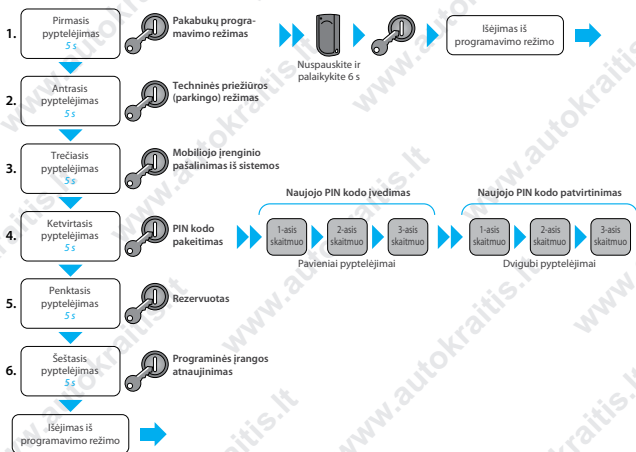 1.
Pirmasis
pyptelėjimas
5 s
Pakabukų progra-
mavimo režimas
Nuspauskite ir
palaikykite 6 s
Išėjimas iš
programavimo režimo
2.
Antrasis
pyptelėjimas
5 s
Techninės priežiūros
(parkingo) režimas
3.
Trečiasis
pyptelėjimas
5 s
Mobiliojo įrenginio
pašalinimas iš sistemos
4.
Ketvirtasis
pyptelėjimas
5 s
PIN kodo
pakeitimas
Naujojo PIN kodo įvedimas
1-asis
skaitmuo
2-asis
skaitmuo
3-asis
skaitmuo
Pavieniai pyptelėjimai
Naujojo PIN kodo patvirtinimas
1-asis
skaitmuo
2-asis
skaitmuo
3-asis
skaitmuo
Dvigubi pyptelėjimai
5.
Penktasis
pyptelėjimas
5 s
Rezervuotas
6.
Šeštasis
pyptelėjimas
5 s
Programinės įrangos
atnaujinimas
Išėjimas iš
programavimo režimo
www.autokraitis.lt